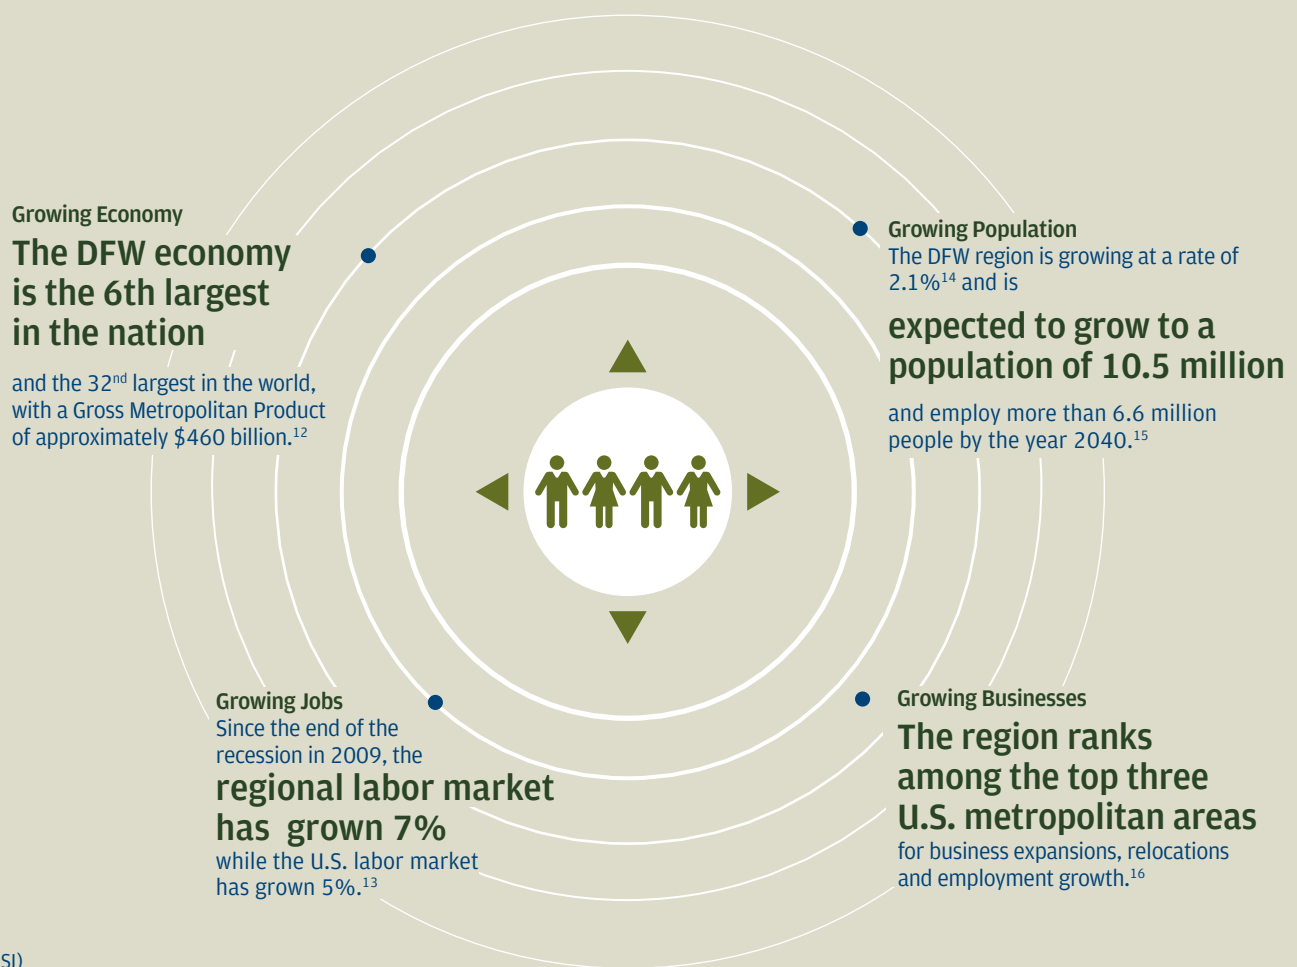 Growing Economy
The DFW economy
is the 6th largest
in the nation
and the 32nd largest in the world,
with a Gross Metropolitan Product
of approximately $460 billion.12
Growing Population
The DFW region is growing at a rate of
2.1%14 and is
expected to grow to a
population of 10.5 million
and employ more than 6.6 million
people by the year 2040.15
Growing Jobs
Since the end of the
recession in 2009, the
regional labor market
has grown 7%
while the U.S. labor market
has grown 5%.13
Growing Businesses
The region ranks
among the top three
U.S. metropolitan areas
for business expansions, relocations
and employment growth.16
SI)